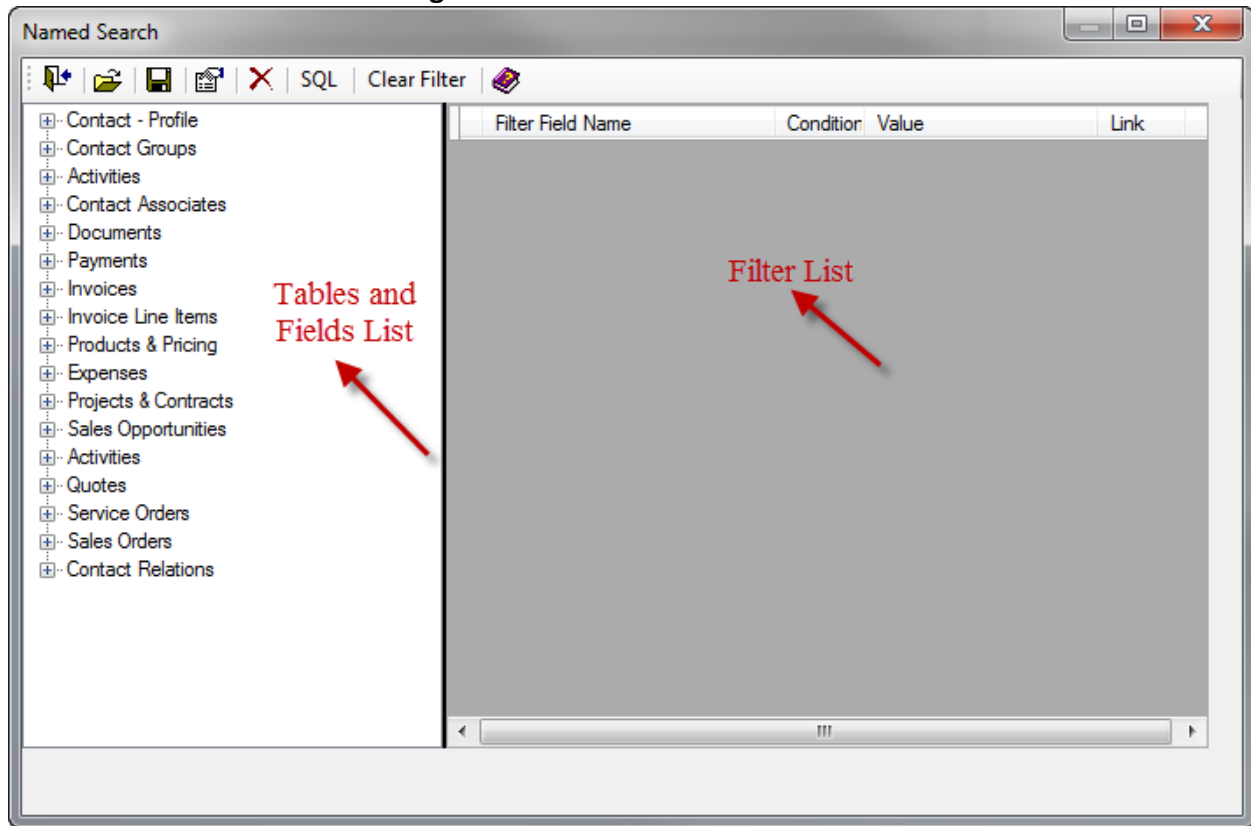 Named Search
SQL Clear Filter
Contact - Profile
Contact Groups
Activities
Contact Associates
Documents
Payments
Invoices
Invoice Line Items
Products & Pricing
Expenses
Projects & Contracts
Sales Opportunities
Activities
Quotes
Service Orders
Sales Orders
Contact Relations
Tables and
Fields List
Filter Field Name Condition Value Link
Filter List